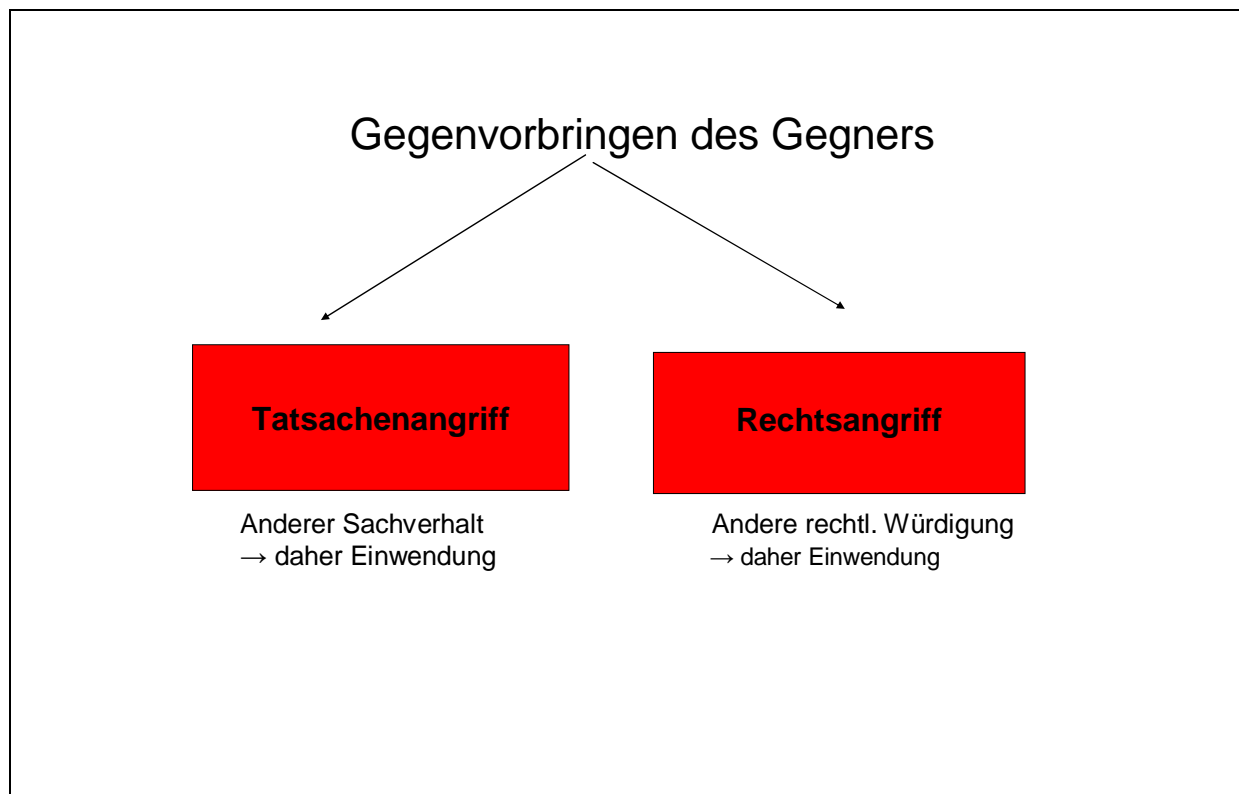 Gegenvorbringen des Gegners
Tatsachenangriff
Anderer Sachverhalt
→ daher Einwendung
Rechtsangriff
Andere rechtl. Würdigung
→ daher Einwendung